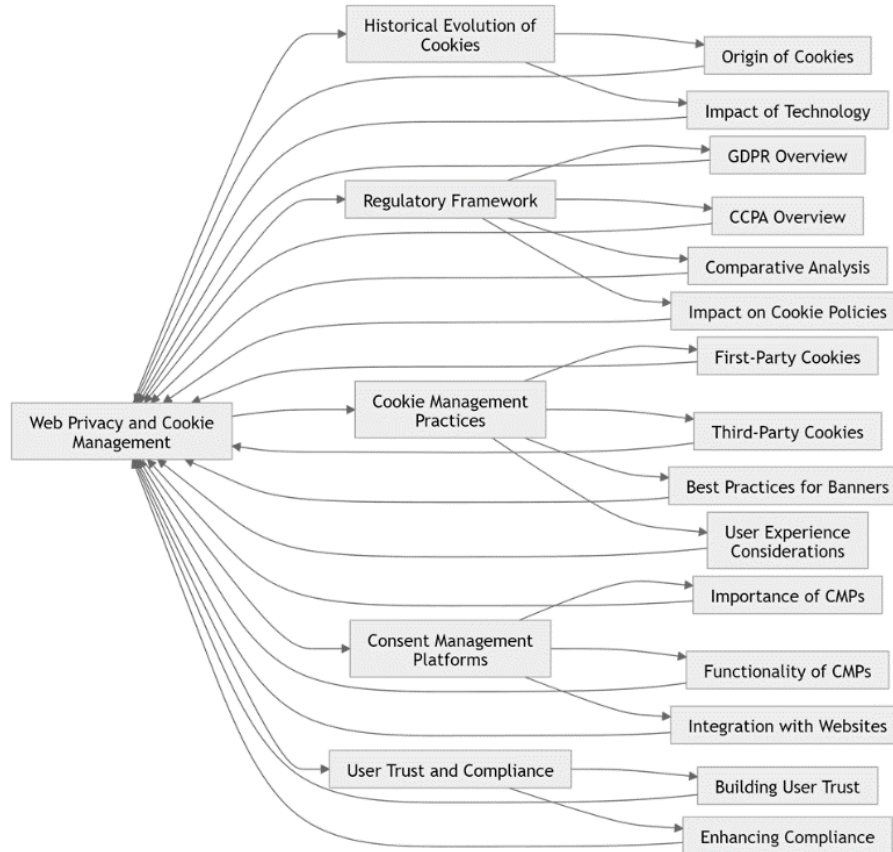 Historical Evolution of
Cookies
Origin of Cookies
Impact of Technology
GDPR Overview
Regulatory Framework
CCPA Overview
Comparative Analysis
Impact on Cookie Policies
First-Party Cookies
Web Privacy and Cookie
Management
Cookie Management
Practices
Third-Party Cookies
Best Practices for Banners
User Experience
Considerations
Importance of CMPs
Consent Management
Platforms
Functionality of CMPs
Integration with Websites
User Trust and Compliance
Building User Trust
Enhancing Compliance